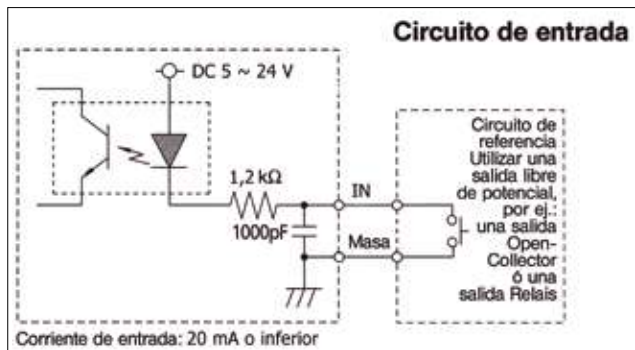 Circuito de entrada
DC 5 ~ 24 V
1,2 kΩ
1000pF
IN
Masa
Circuito de
referencia
Utilizar una
salida libre
de potencial,
por ej.:
una salida
Open-
Collector
ó una
salida Relais
Corriente de entrada: 20 mA o inferior